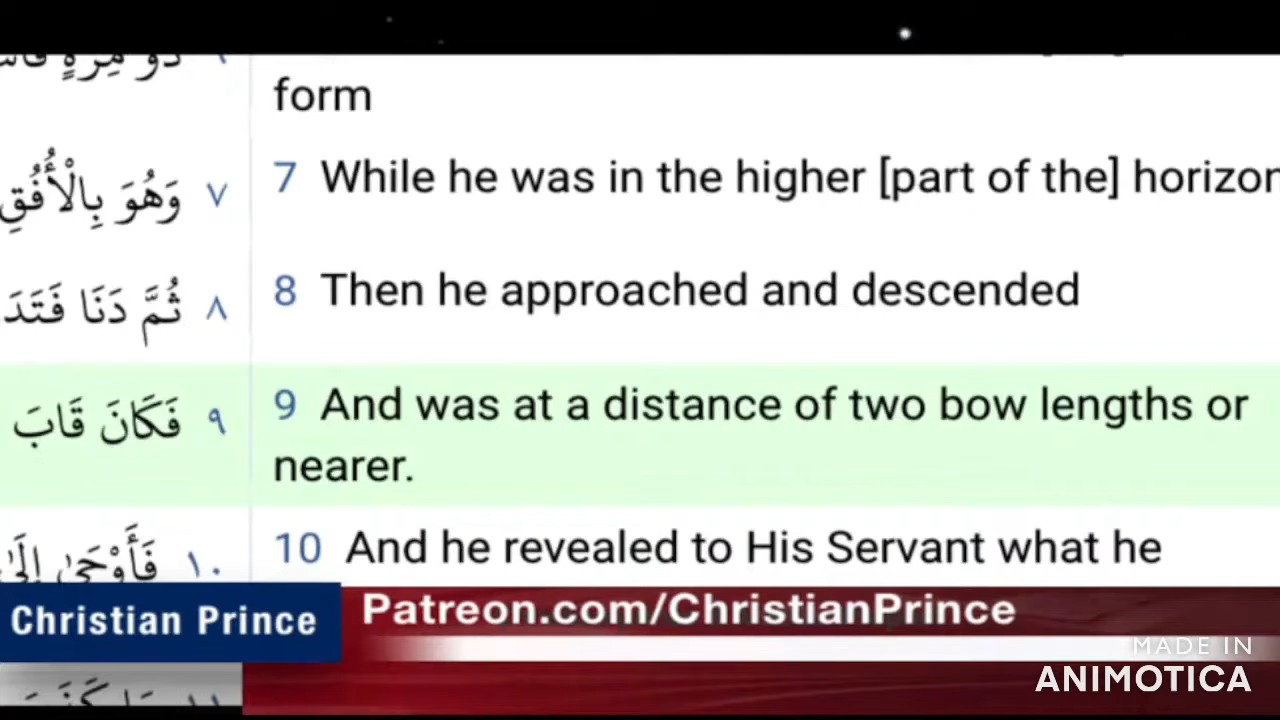 form
وَهُوَ بِالْأُفُقِ ٧
7 While he was in the higher [part of the] horizon
ثُمَّ دَنَا ٨
8 Then he approached and descended
فَكَانَ قَابَ ٩
9 And was at a distance of two bow lengths or
nearer.
فَأَوْحَىٰ إِلَىٰ ١٠
10 And he revealed to His Servant what he
Christian Prince
Patreon.com/ChristianPrince
MADE IN
ANIMOTICA